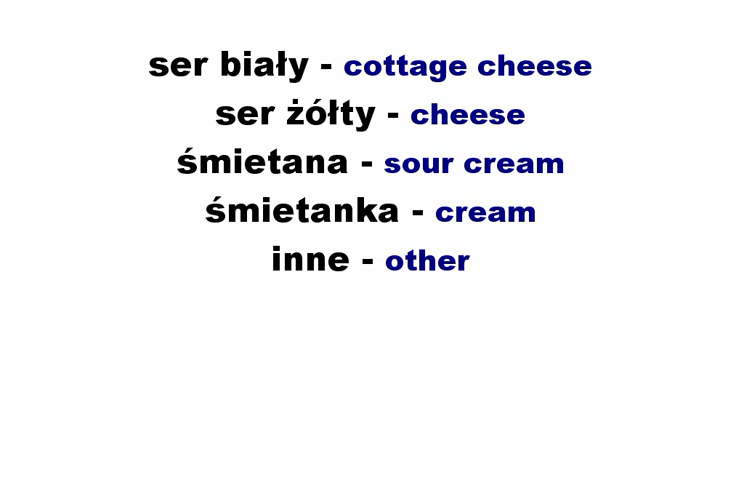 ser biały - cottage cheese
ser żółty - cheese
śmietana - sour cream
śmietanka - cream
inne - other